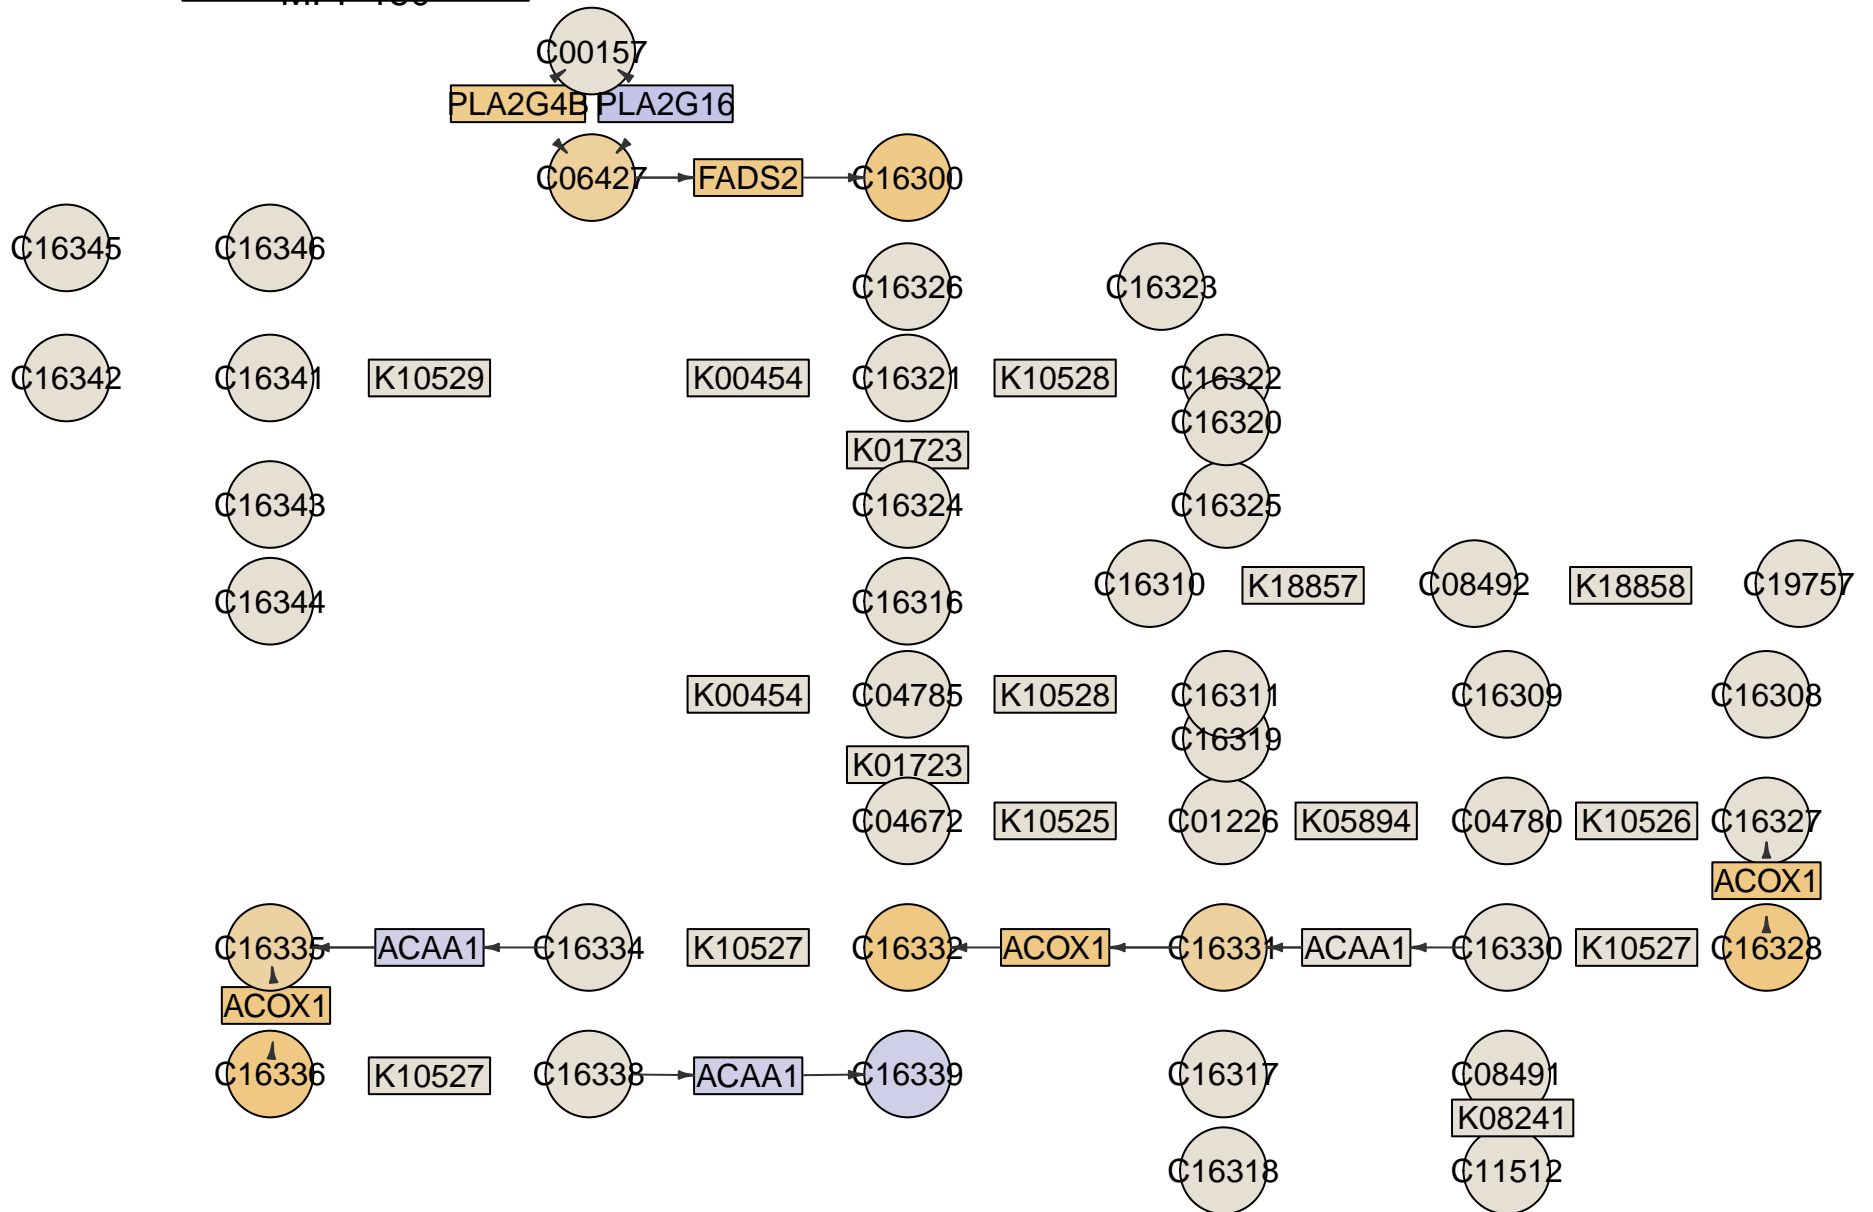 C00157
PLA2G4B PLA2G16
C06427 FADS2 C16300
C16345 C16346
C16326 C16323
C16342 C16341 K10529 K00454 C16321 K10528 C16322
C16320
K01723
C16343 C16324 C16325
C16310 K18857 C08492 K18858 C19757
C16344 C16316
K00454 C04785 K10528 C16311 C16309 C16308
C16319
K01723
C04672 K10525 C01226 K05894 C04780 K10526 C16327
ACOX1
C16335 ACAA1 C16334 K10527 C16332 ACOX1 C16331 ACAA1 C16330 K10527 C16328
ACOX1
C16336 K10527 C16338 ACAA1 C16339 C16317 C08491
K08241
C16318 C11512